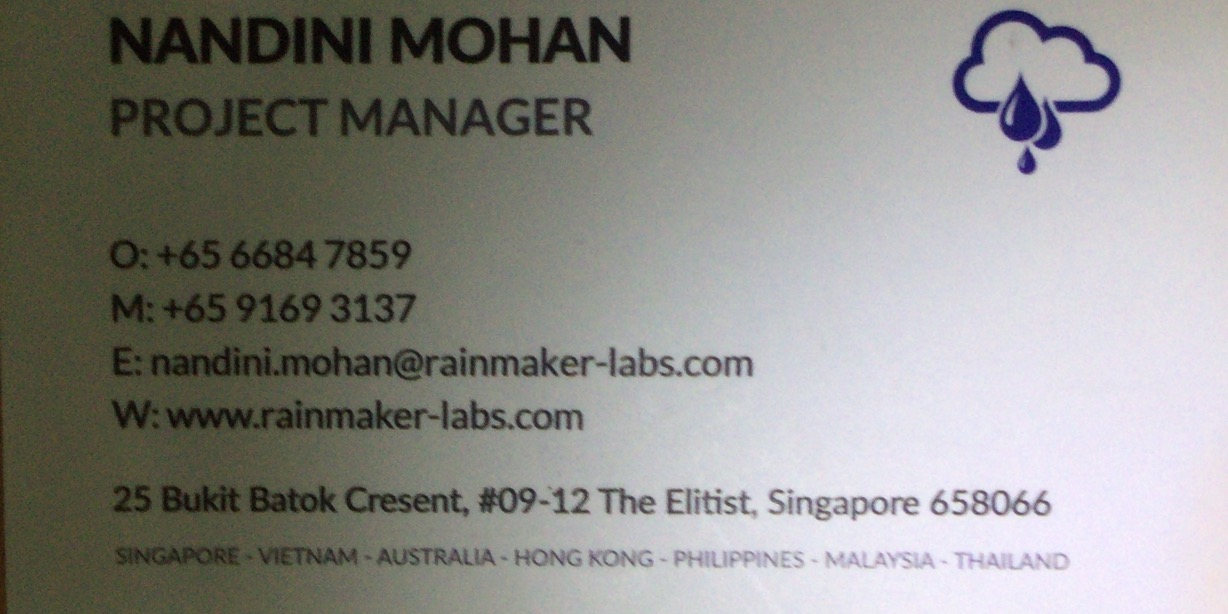 NANDINI MOHAN
PROJECT MANAGER
O: +65 6684 7859
M: +65 9169 3137
E: nandini.mohan@rainmaker-labs.com
W: www.rainmaker-labs.com
25 Bukit Batok Cresent, #09-12 The Elitist, Singapore 658066
SINGAPORE - VIETNAM - AUSTRALIA - HONG KONG - PHILIPPINES - MALAYSIA - THAILAND